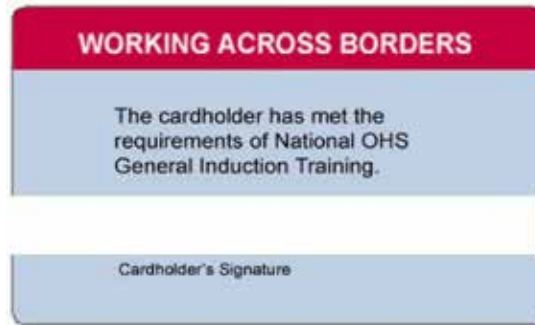 WORKING ACROSS BORDERS
The cardholder has met the
requirements of National OHS
General Induction Training.
Cardholder's Signature